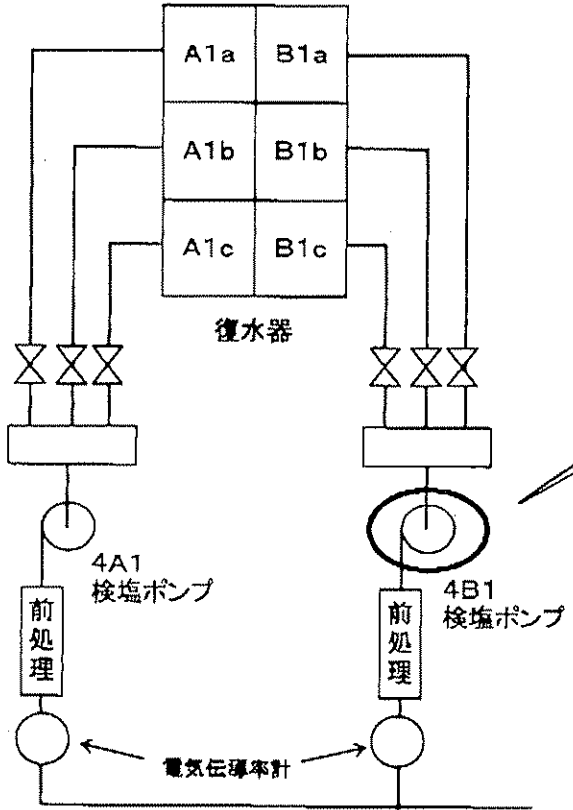 A1a B1a
A1b B1b
A1c B1c
復水器
4A1
検塩ポンプ
4B1
検塩ポンプ
前処理
前処理
電気伝導率計